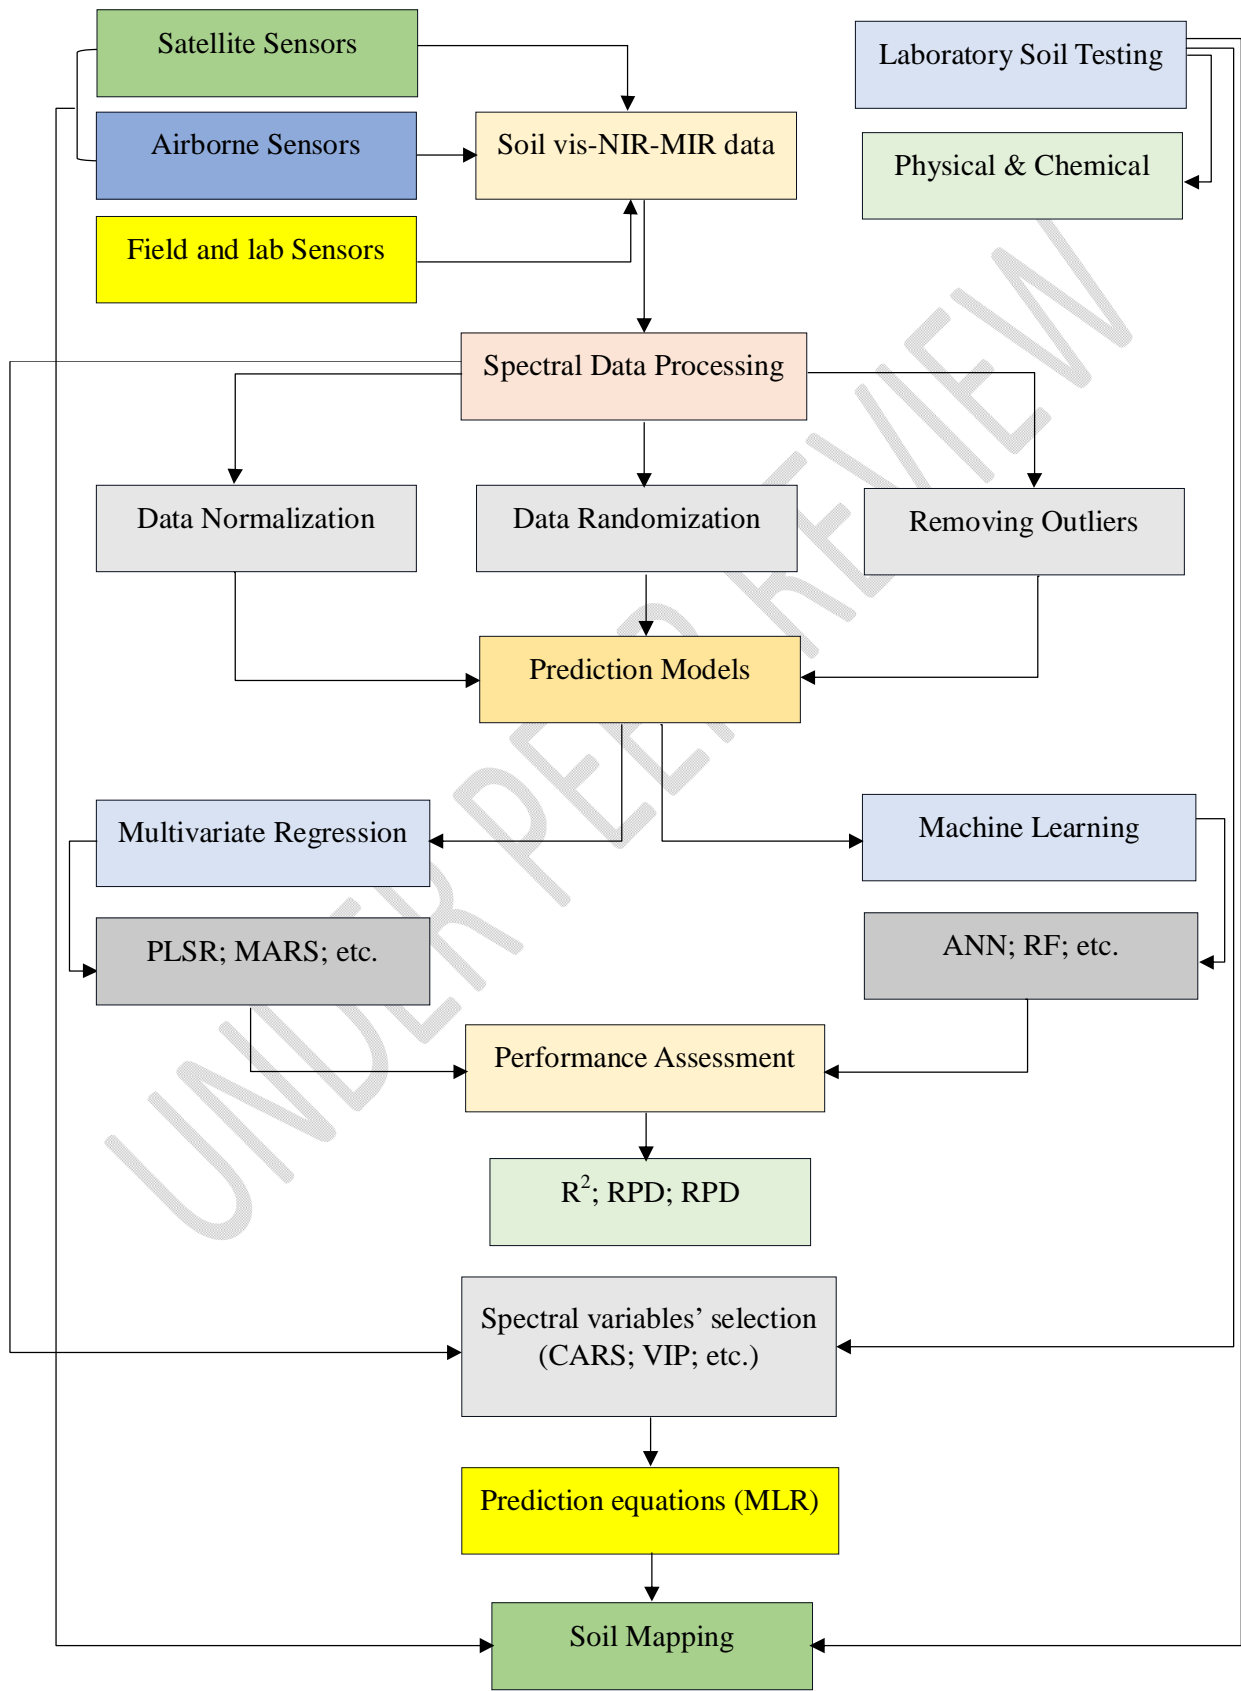 Satellite Sensors
Laboratory Soil Testing
Airborne Sensors
Soil vis-NIR-MIR data
Physical & Chemical
Field and lab Sensors
Spectral Data Processing
Data Normalization
Data Randomization
Removing Outliers
Prediction Models
Multivariate Regression
Machine Learning
PLSR; MARS; etc.
ANN; RF; etc.
Performance Assessment
R²; RPD; RPD
Spectral variables’ selection
(CARS; VIP; etc.)
Prediction equations (MLR)
Soil Mapping
UNDER PEER REVIEW